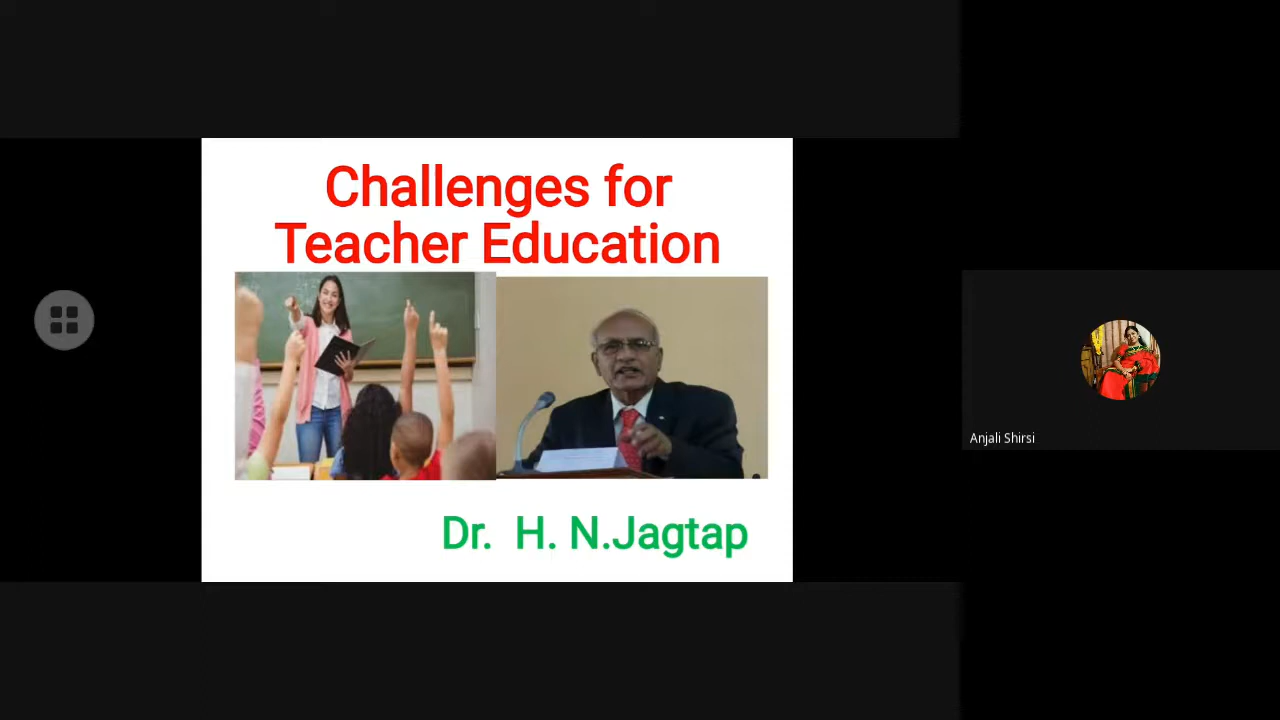 Challenges for
Teacher Education
Dr. H. N.Jagtap
Anjali Shirsi